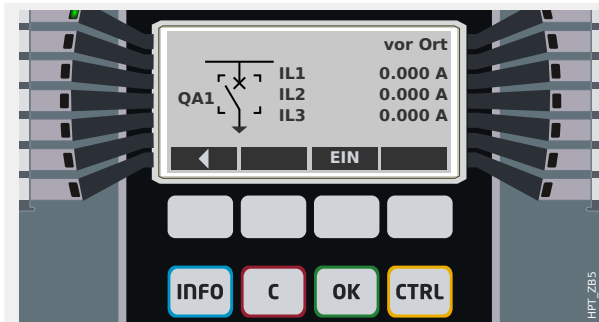 vor Ort
IL1 0.000 A
QA1 IL2 0.000 A
IL3 0.000 A
EIN
INFO C OK CTRL
HPT_ZB5